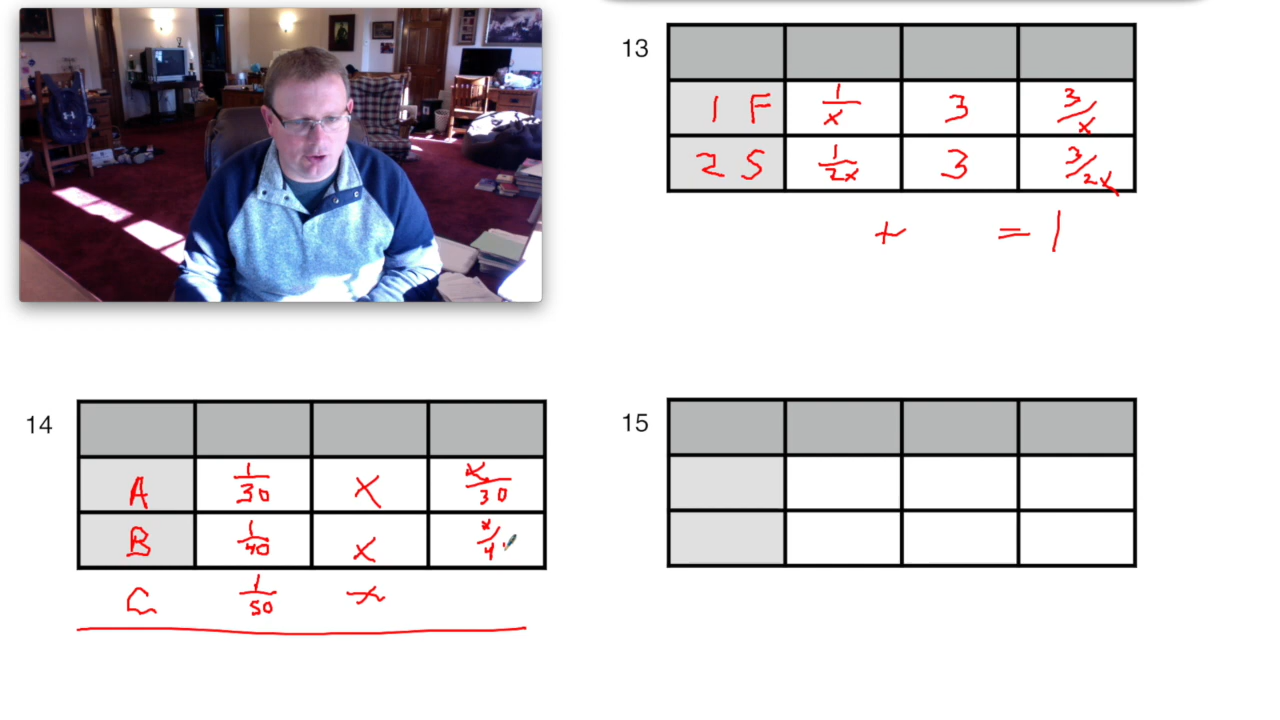 13
1 F 1/x 3 3/x
2 S 1/2x 3 3/2x
+ = 1
14
A 1/30 x x/30
B 1/40 x x/4
C 1/50 x
15